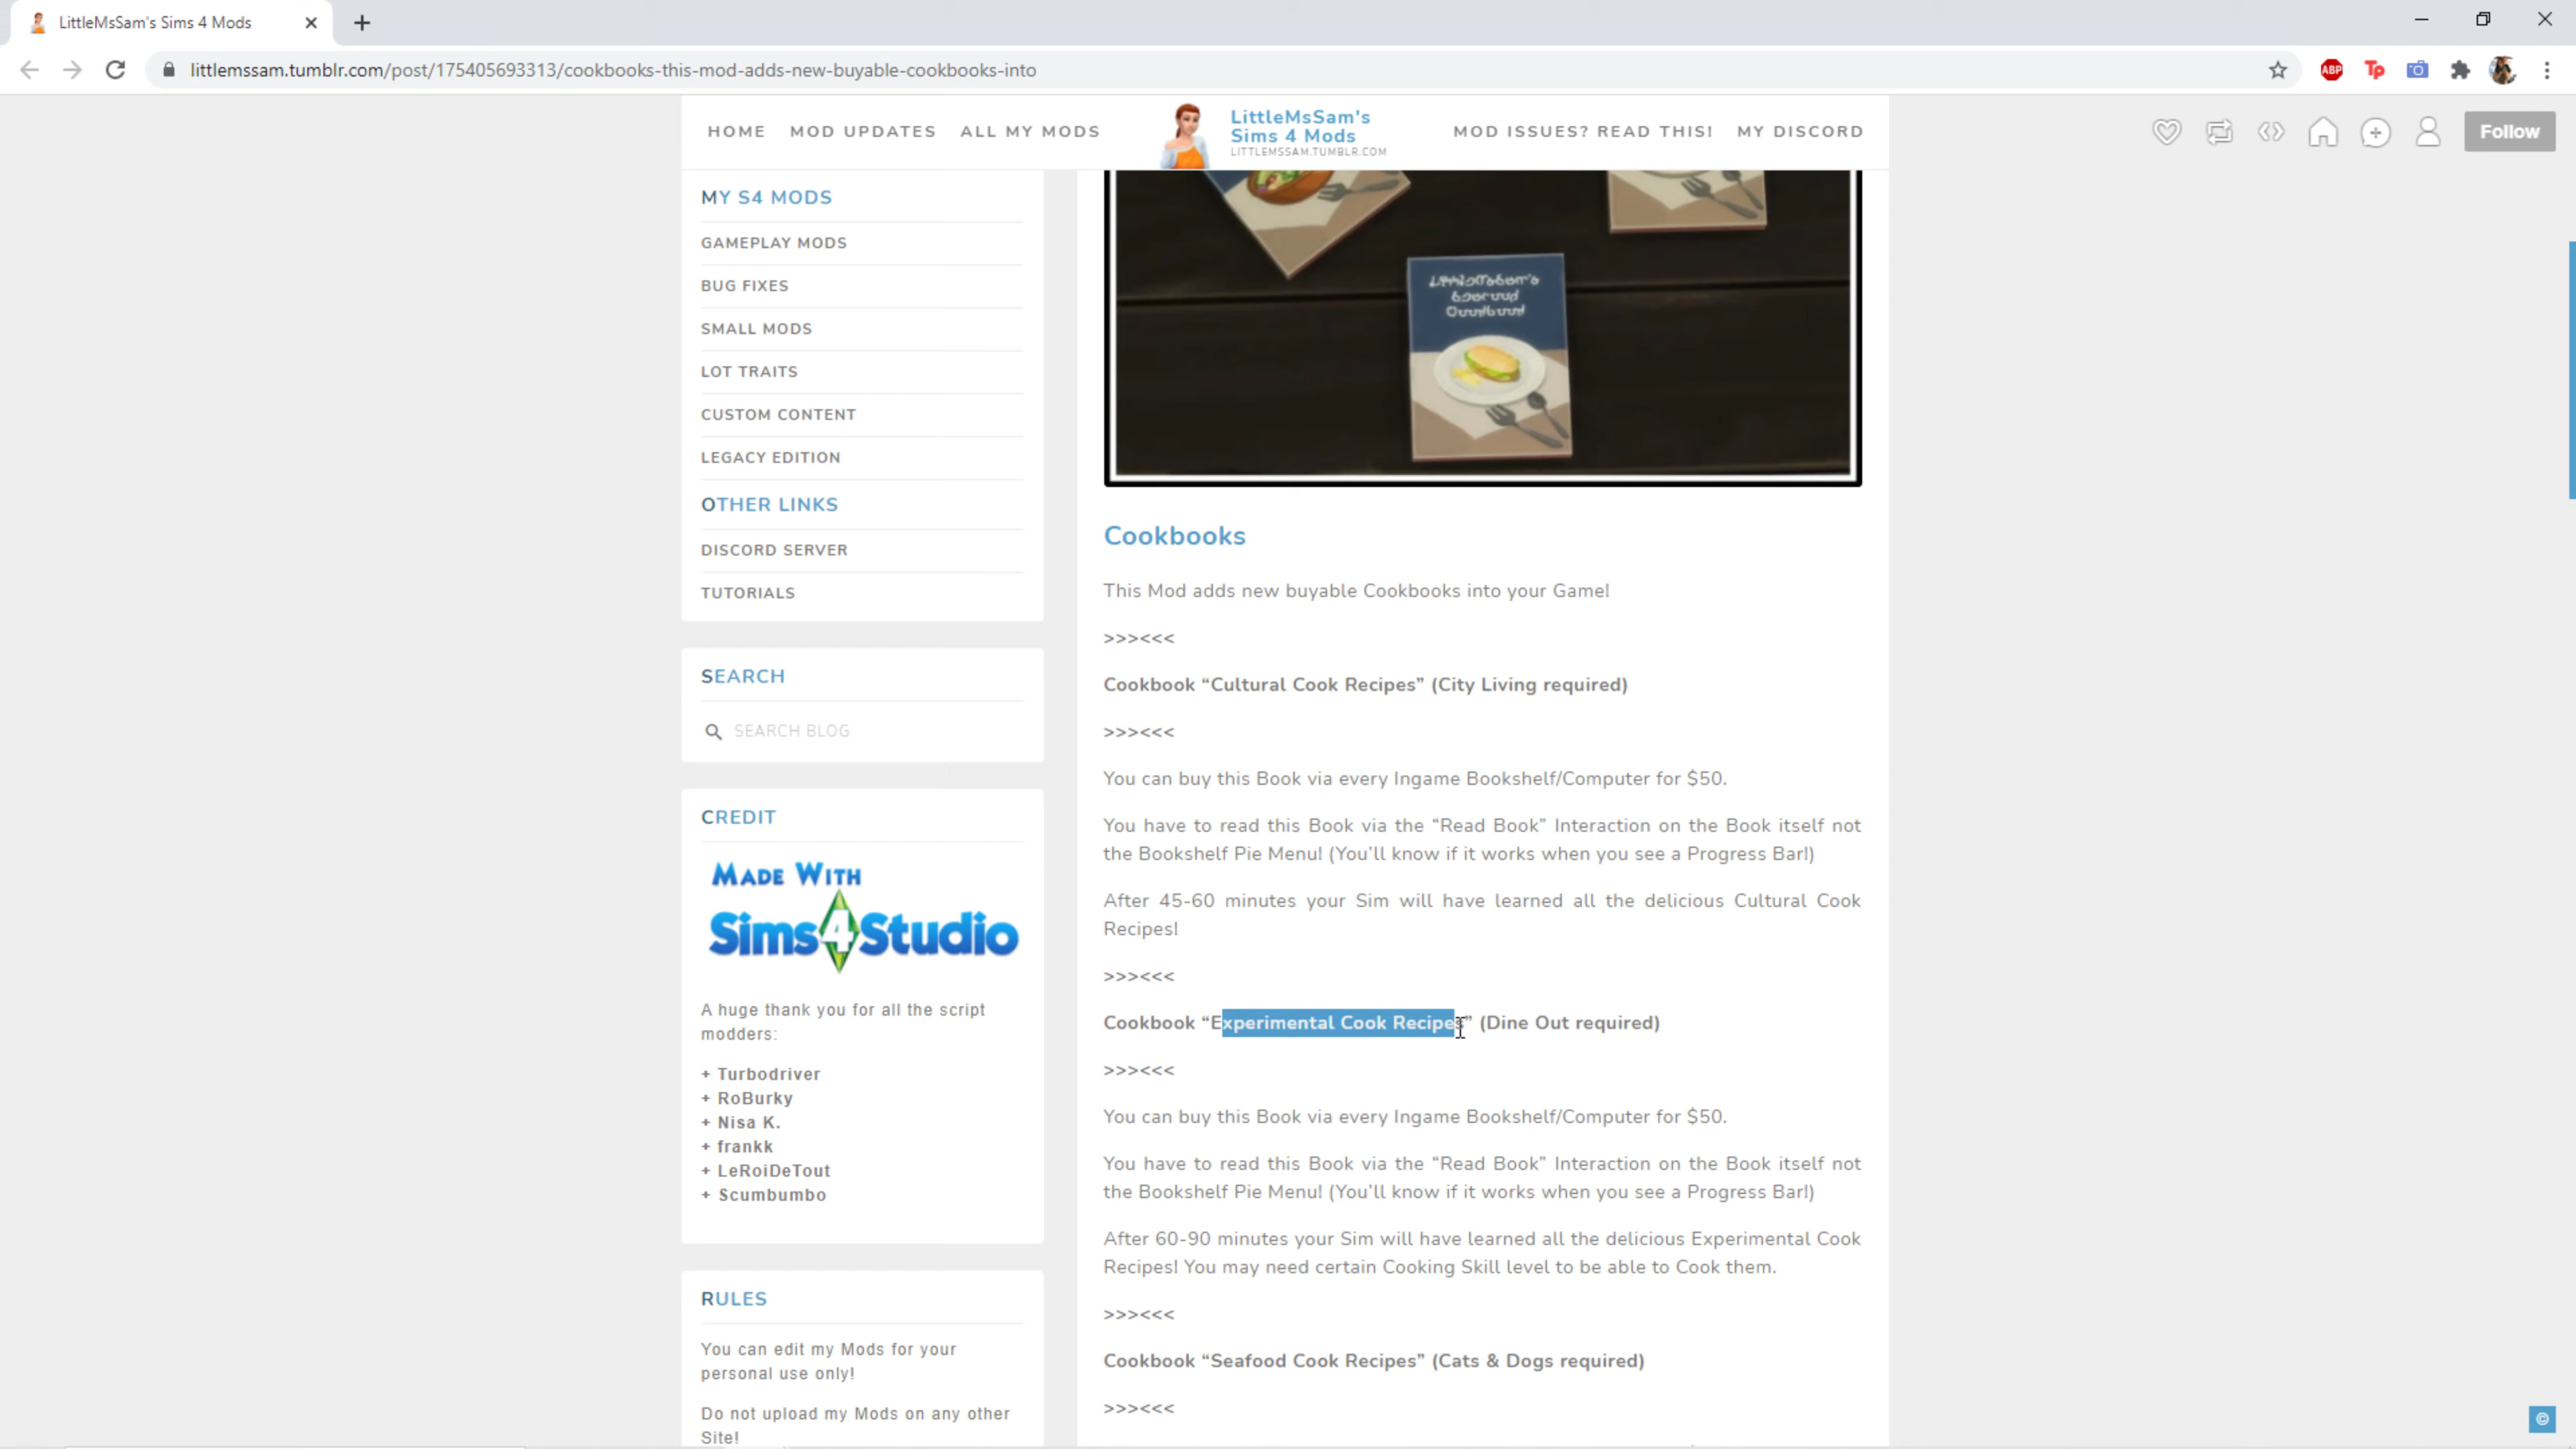 LittleMsSam's Sims 4 Mods
littlemssam.tumblr.com/post/175405693313/cookbooks-this-mod-adds-new-buyable-cookbooks-into
ABP
Tp
HOME
MOD UPDATES
ALL MY MODS
LittleMsSam's
Sims 4 Mods
LITTLEMSSAM.TUMBLR.COM
MOD ISSUES? READ THIS!
MY DISCORD
Follow
MY S4 MODS
GAMEPLAY MODS
BUG FIXES
SMALL MODS
LOT TRAITS
CUSTOM CONTENT
LEGACY EDITION
OTHER LINKS
DISCORD SERVER
TUTORIALS
SEARCH
SEARCH BLOG
CREDIT
MADE WITH
Sims4Studio
A huge thank you for all the script
modders:
+ Turbodriver
+ RoBurky
+ Nisa K.
+ frankk
+ LeRoiDeTout
+ Scumbumbo
RULES
You can edit my Mods for your
personal use only!
Do not upload my Mods on any other
Site!
Cookbooks
This Mod adds new buyable Cookbooks into your Game!
>>><<<
Cookbook “Cultural Cook Recipes” (City Living required)
>>><<<
You can buy this Book via every Ingame Bookshelf/Computer for $50.
You have to read this Book via the “Read Book” Interaction on the Book itself not
the Bookshelf Pie Menu! (You’ll know if it works when you see a Progress Bar!)
After 45-60 minutes your Sim will have learned all the delicious Cultural Cook
Recipes!
>>><<<
Cookbook “Experimental Cook Recipes” (Dine Out required)
>>><<<
You can buy this Book via every Ingame Bookshelf/Computer for $50.
You have to read this Book via the “Read Book” Interaction on the Book itself not
the Bookshelf Pie Menu! (You’ll know if it works when you see a Progress Bar!)
After 60-90 minutes your Sim will have learned all the delicious Experimental Cook
Recipes! You may need certain Cooking Skill level to be able to Cook them.
>>><<<
Cookbook “Seafood Cook Recipes” (Cats & Dogs required)
>>><<<
©